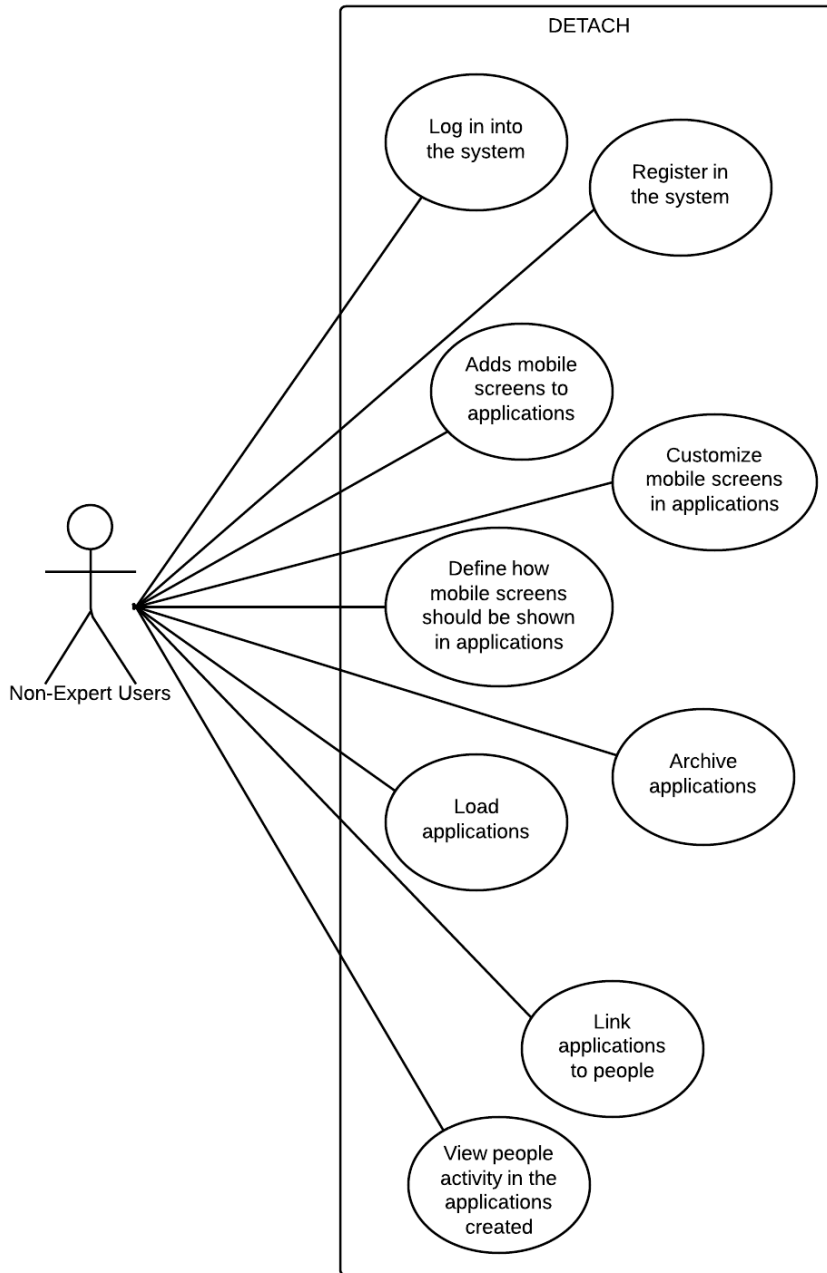 DETACH
Log in into
the system
Register in
the system
Adds mobile
screens to
applications
Customize
mobile screens
in applications
Define how
mobile screens
should be shown
in applications
Non-Expert Users
Archive
applications
Load
applications
Link
applications
to people
View people
activity in the
applications
created